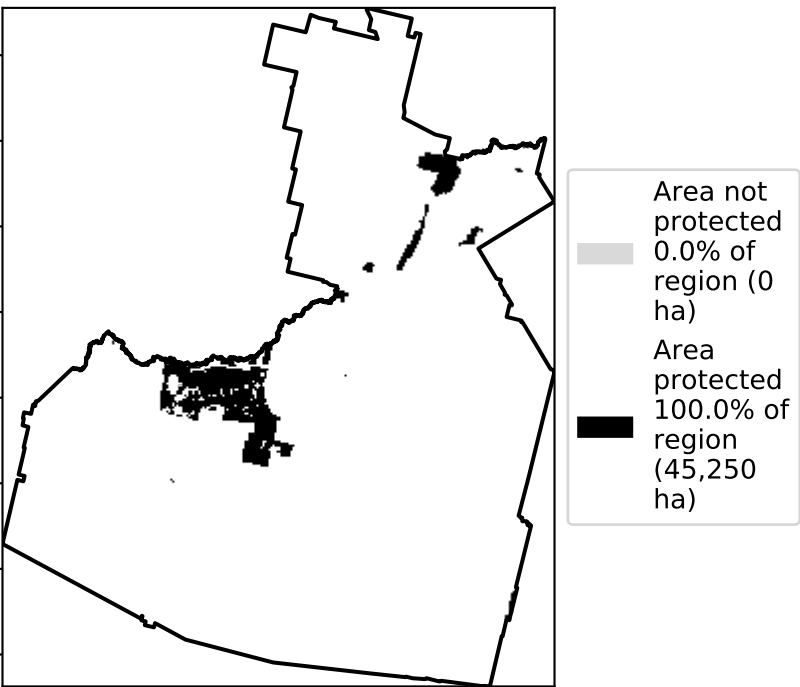 Area not
protected
0.0% of
region (0
ha)
Area
protected
100.0% of
region
(45,250
ha)